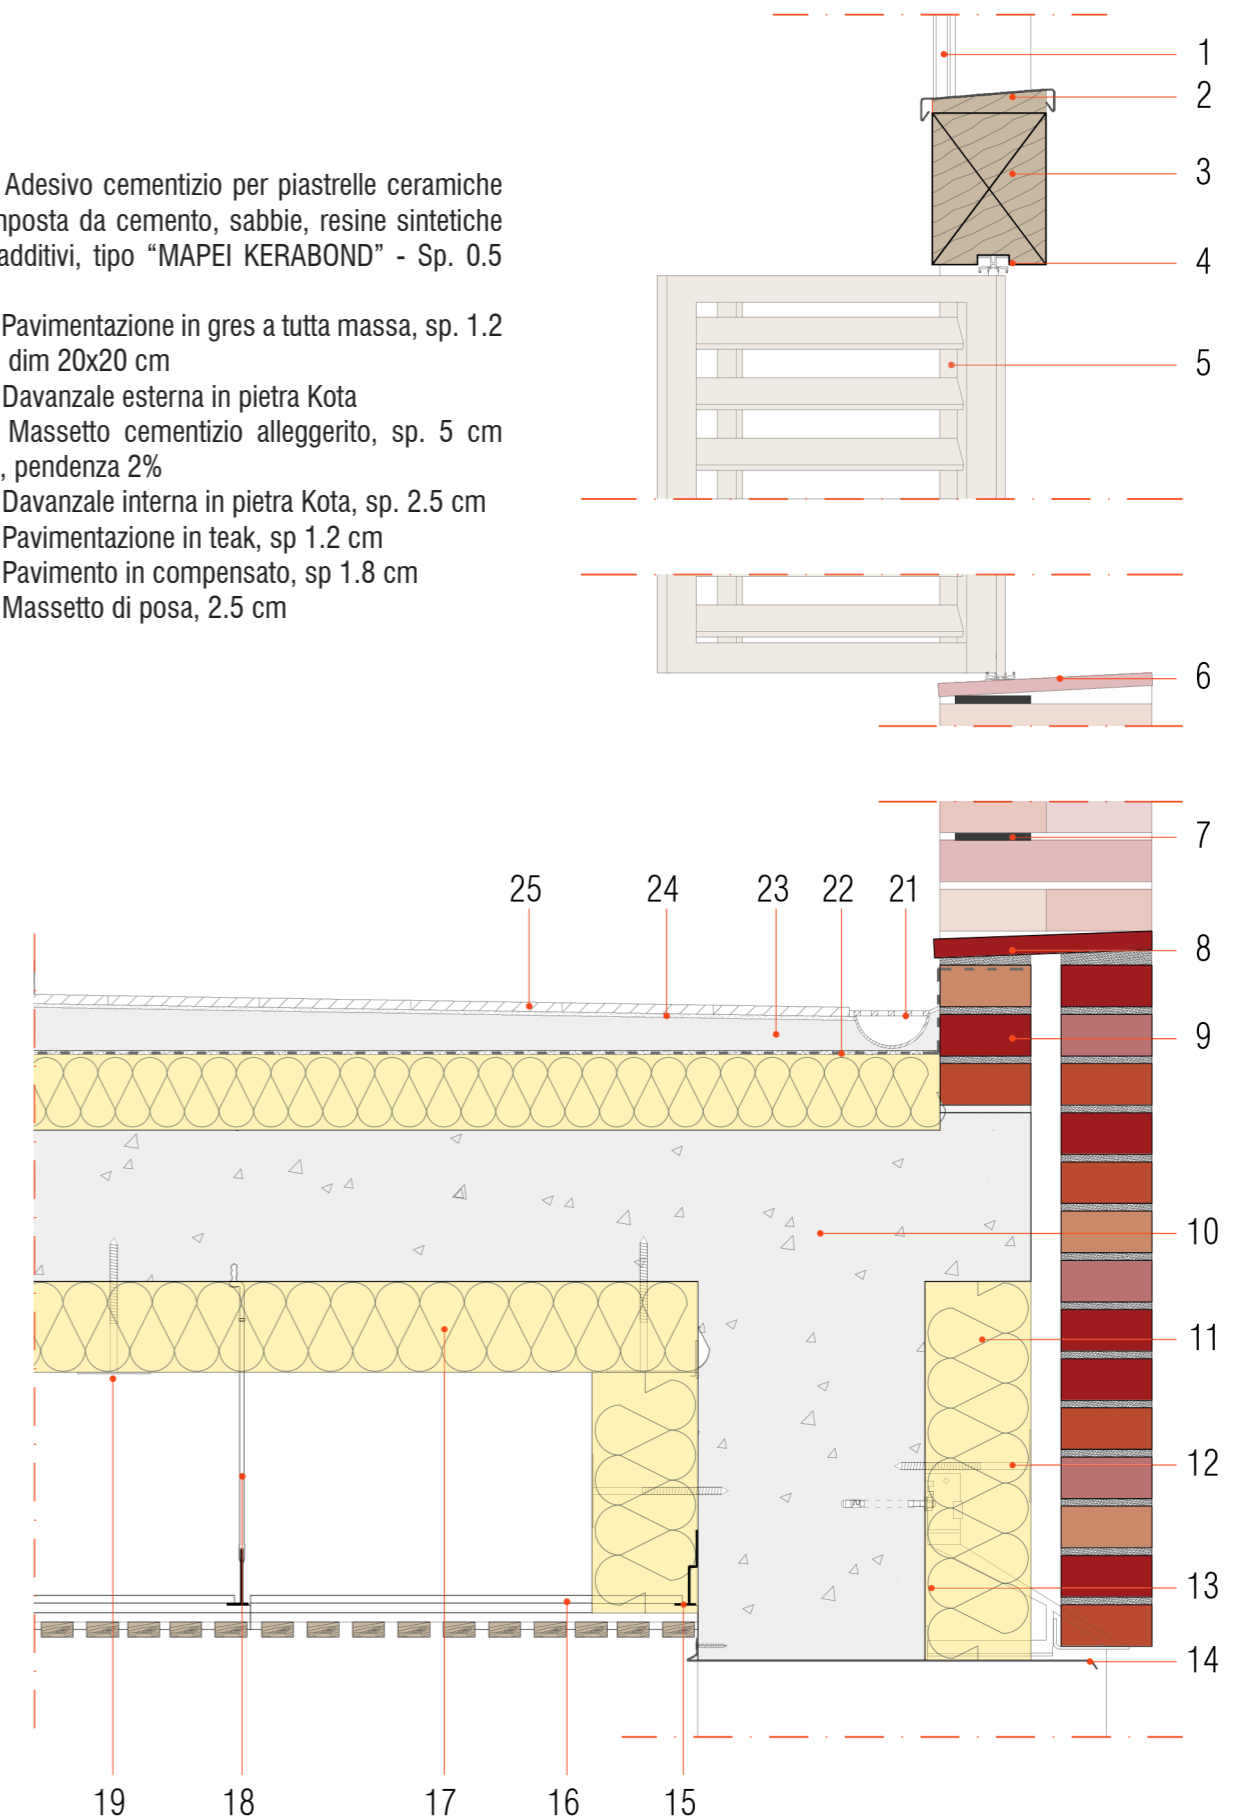 1
2
3
4
5
Adesivo cementizio per piastrelle ceramiche
posta da cemento, sabbie, resine sintetiche
additivi, tipo “MAPEI KERABOND” - Sp. 0.5
Pavimentazione in gres a tutta massa, sp. 1.2
dim 20x20 cm
Davanzale esterna in pietra Kota
Massetto cementizio alleggerito, sp. 5 cm
, pendenza 2%
Davanzale interna in pietra Kota, sp. 2.5 cm
Pavimentazione in teak, sp 1.2 cm
Pavimento in compensato, sp 1.8 cm
Massetto di posa, 2.5 cm
6
7
25 24 23 22 21
8
9
10
11
12
13
14
19 18 17 16 15